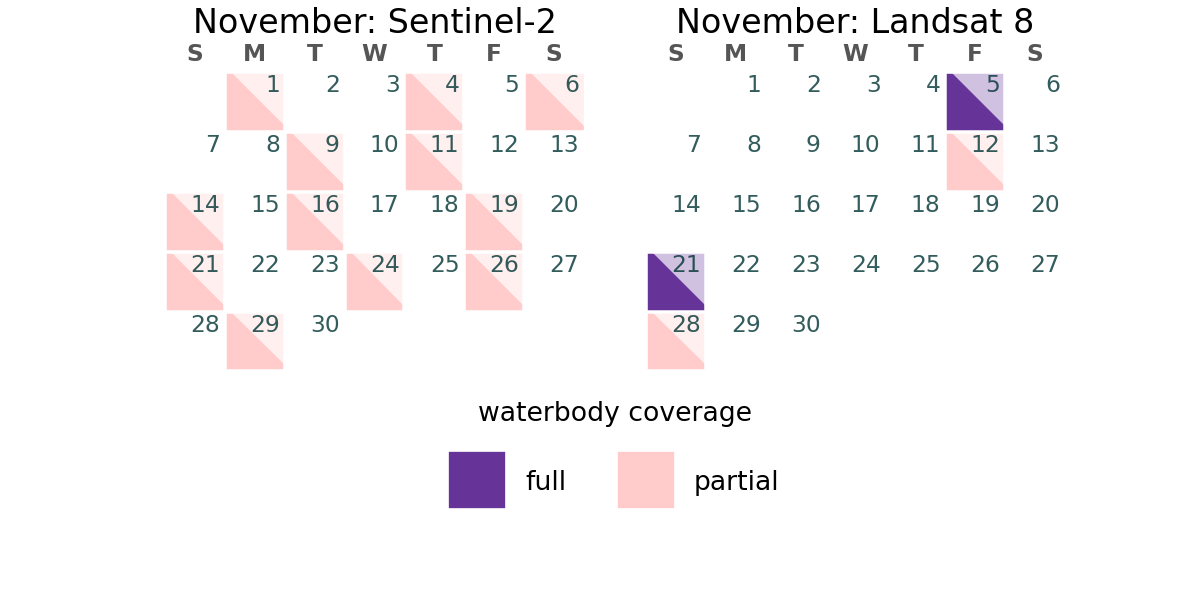 November: Sentinel-2
S M T W T F S
1 2 3 4 5 6
7 8 9 10 11 12 13
14 15 16 17 18 19 20
21 22 23 24 25 26 27
28 29 30
November: Landsat 8
S M T W T F S
1 2 3 4 5 6
7 8 9 10 11 12 13
14 15 16 17 18 19 20
21 22 23 24 25 26 27
28 29 30
waterbody coverage
full
partial